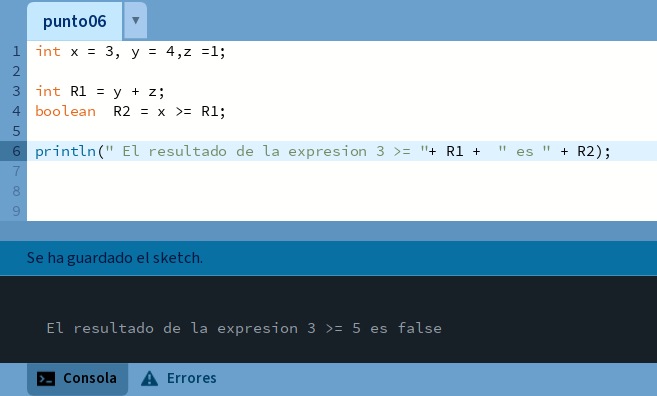 punto06 ▼
1 int x = 3, y = 4,z =1;
2
3 int R1 = y + z;
4 boolean  R2 = x >= R1;
5
6 println(" El resultado de la expresion 3 >= "+ R1 +  " es " + R2);
7
8
9
Se ha guardado el sketch.
El resultado de la expresion 3 >= 5 es false
Consola Errores